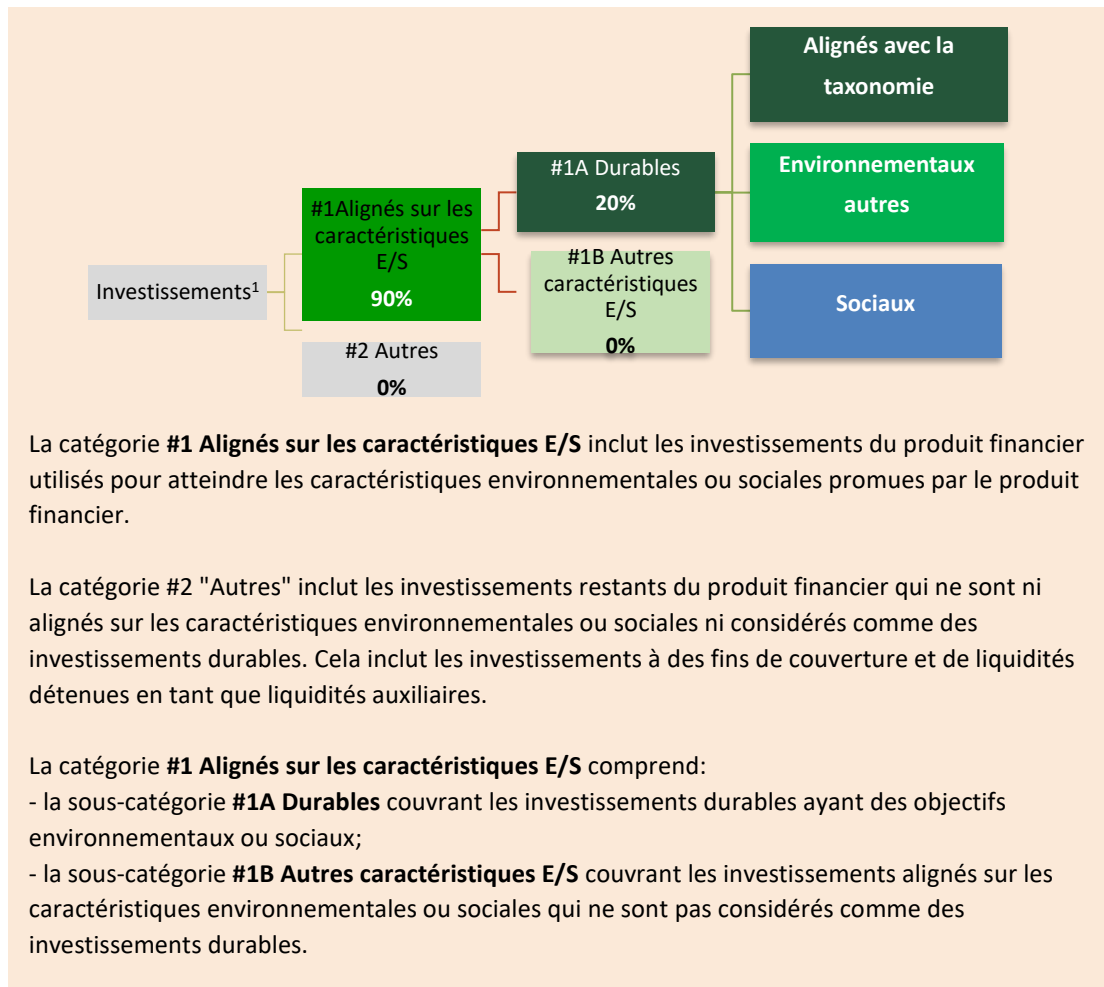 Alignés avec la
taxonomie
#1A Durables
20%
Environnementaux
autres
#1Alignés sur les
caractéristiques
E/S
90%
#1B Autres
caractéristiques
E/S
0%
Investissements¹
Sociaux
#2 Autres
0%
La catégorie #1 Alignés sur les caractéristiques E/S inclut les investissements du produit financier
utilisés pour atteindre les caractéristiques environnementales ou sociales promues par le produit
financier.
La catégorie #2 "Autres" inclut les investissements restants du produit financier qui ne sont ni
alignés sur les caractéristiques environnementales ou sociales ni considérés comme des
investissements durables. Cela inclut les investissements à des fins de couverture et de liquidités
détenues en tant que liquidités auxiliaires.
La catégorie #1 Alignés sur les caractéristiques E/S comprend:
- la sous-catégorie #1A Durables couvrant les investissements durables ayant des objectifs
environnementaux ou sociaux;
- la sous-catégorie #1B Autres caractéristiques E/S couvrant les investissements alignés sur les
caractéristiques environnementales ou sociales qui ne sont pas considérés comme des
investissements durables.